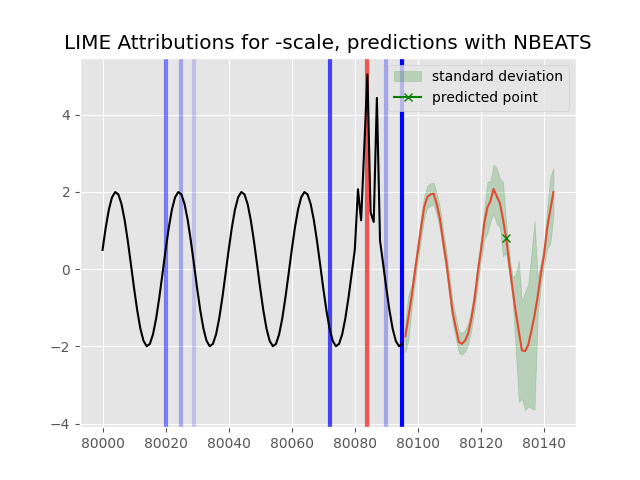 LIME Attributions for -scale, predictions with NBEATS
standard deviation
predicted point
4
2
0
−2
−4
80000 80020 80040 80060 80080 80100 80120 80140